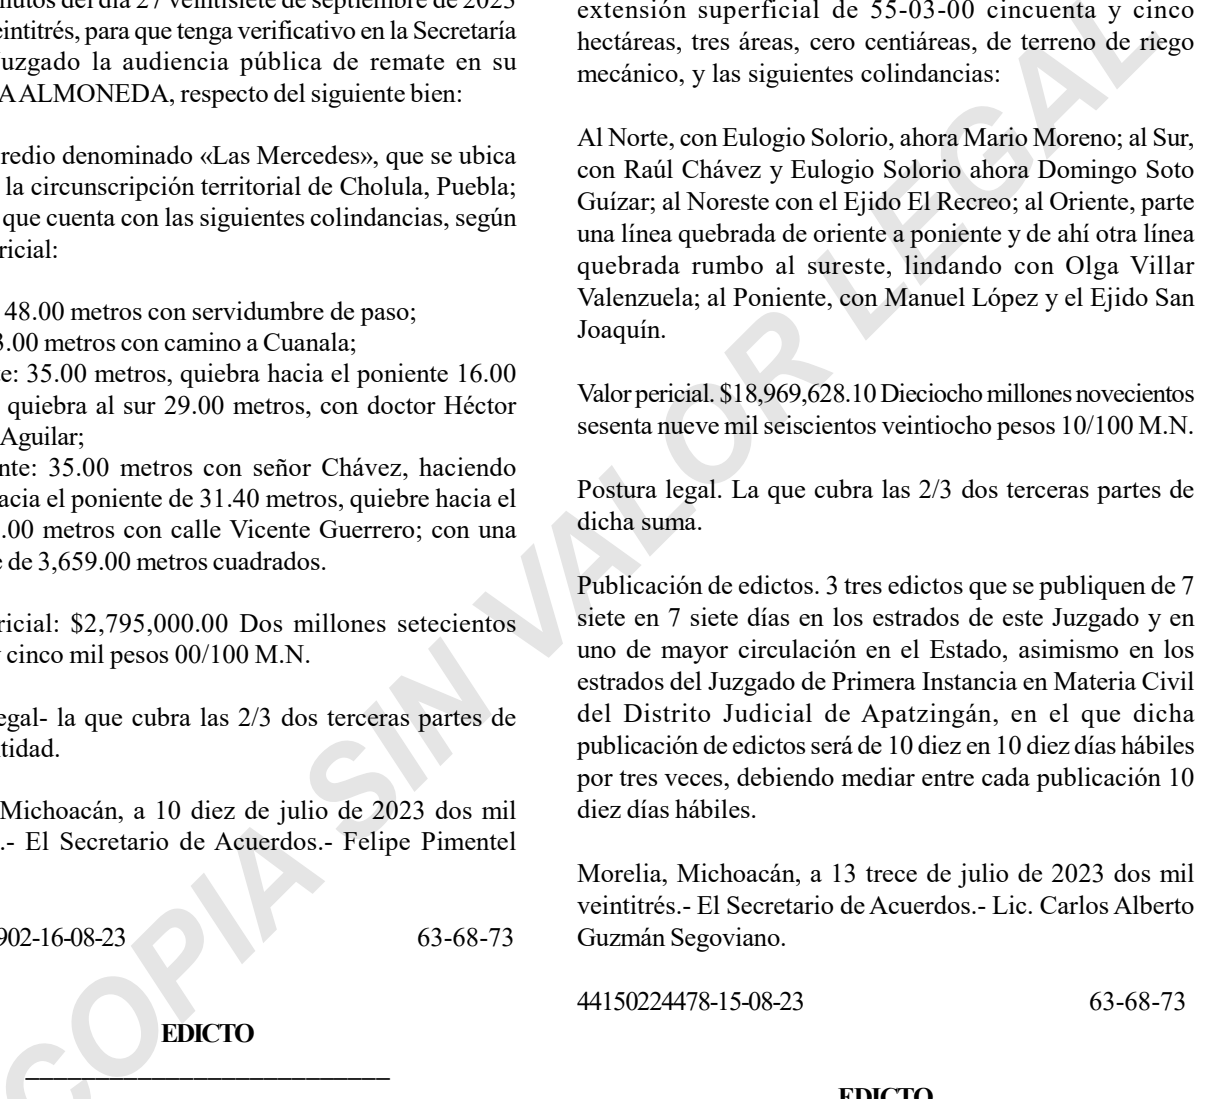 del día 27 veintisiete de septiembre de 2023
para que tenga verificativo en la Secretaría
la audiencia pública de remate en su
ALMONEDA, respecto del siguiente bien:
denominado «Las Mercedes», que se ubica
la circunscripción territorial de Cholula, Puebla;
que cuenta con las siguientes colindancias, según
48.00 metros con servidumbre de paso;
metros con camino a Cuanala;
35.00 metros, quiebra hacia el poniente 16.00
quiebra al sur 29.00 metros, con doctor Héctor
Aguilar;
35.00 metros con señor Chávez, haciendo
el poniente de 31.40 metros, quiebre hacia el
metros con calle Vicente Guerrero; con una
de 3,659.00 metros cuadrados.
$2,795,000.00 Dos millones setecientos
cinco mil pesos 00/100 M.N.
la que cubra las 2/3 dos terceras partes de
Michoacán, a 10 diez de julio de 2023 dos mil
.- El Secretario de Acuerdos.- Felipe Pimentel
902-16-08-23 63-68-73
EDICTO
extensión superficial de 55-03-00 cincuenta y cinco
hectáreas, tres áreas, cero centiáreas, de terreno de riego
mecánico, y las siguientes colindancias:
Al Norte, con Eulogio Solorio, ahora Mario Moreno; al Sur,
con Raúl Chávez y Eulogio Solorio ahora Domingo Soto
Guízar; al Noreste con el Ejido El Recreo; al Oriente, parte
una línea quebrada de oriente a poniente y de ahí otra línea
quebrada rumbo al sureste, lindando con Olga Villar
Valenzuela; al Poniente, con Manuel López y el Ejido San
Joaquín.
Valor pericial. $18,969,628.10 Dieciocho millones novecientos
sesenta nueve mil seiscientos veintiocho pesos 10/100 M.N.
Postura legal. La que cubra las 2/3 dos terceras partes de
dicha suma.
Publicación de edictos. 3 tres edictos que se publiquen de 7
siete en 7 siete días en los estrados de este Juzgado y en
uno de mayor circulación en el Estado, asimismo en los
estrados del Juzgado de Primera Instancia en Materia Civil
del Distrito Judicial de Apatzingán, en el que dicha
publicación de edictos será de 10 diez en 10 diez días hábiles
por tres veces, debiendo mediar entre cada publicación 10
diez días hábiles.
Morelia, Michoacán, a 13 trece de julio de 2023 dos mil
veintitrés.- El Secretario de Acuerdos.- Lic. Carlos Alberto
Guzmán Segoviano.
44150224478-15-08-23 63-68-73
EDICTO
COPIA SIN VALOR LEGAL